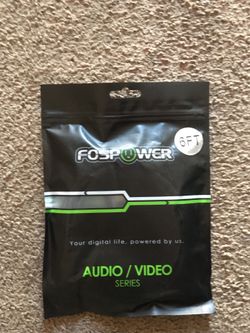 FOSPOWER
6FT
Your digital life, powered by us.
AUDIO / VIDEO
SERIES